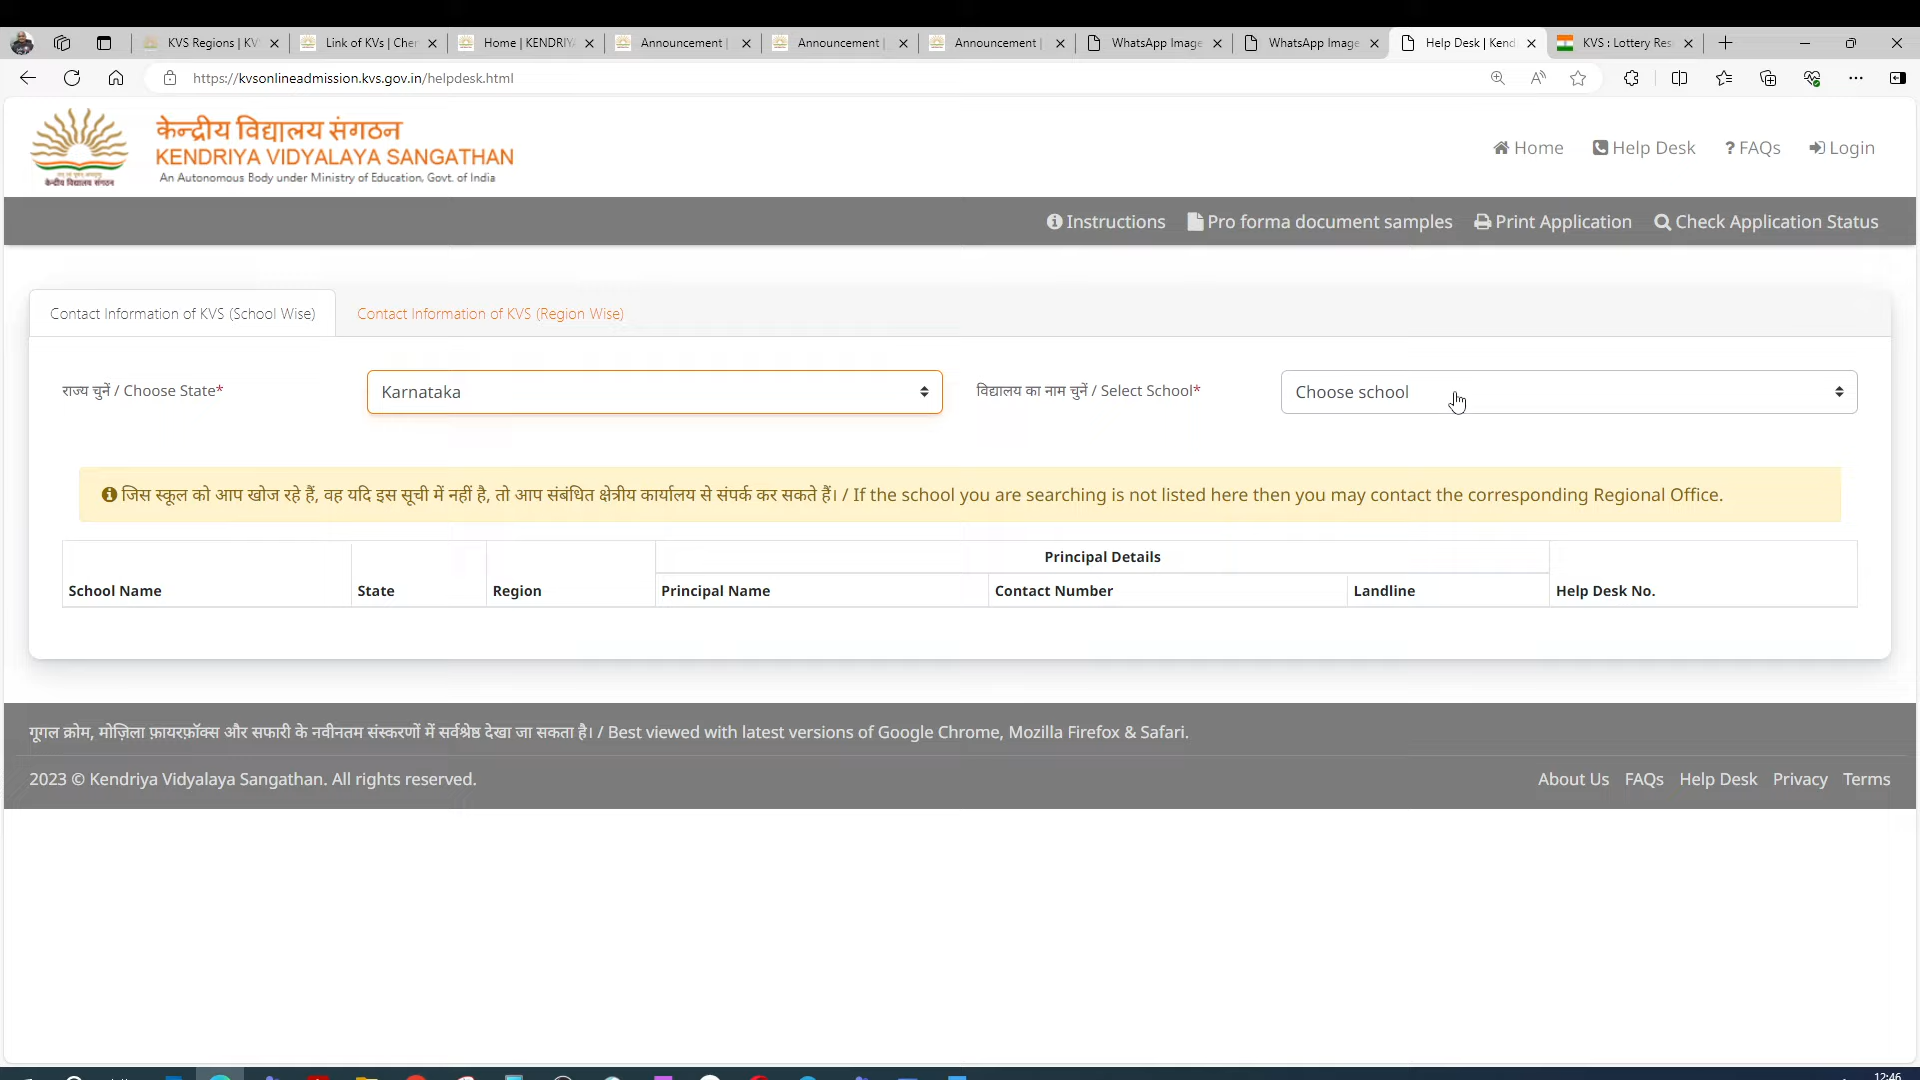 KVS Regions | KV
Link of KVs | Cher
Home | KENDRIYA
Announcement |
Announcement |
Announcement |
WhatsApp Image
WhatsApp Image
Help Desk | Kend
KVS : Lottery Res
https://kvsonlineadmission.kvs.gov.in/helpdesk.html
केन्द्रीय विद्यालय संगठन
KENDRIYA VIDYALAYA SANGATHAN
An Autonomous Body under Ministry of Education, Govt. of India
केन्द्रीय विद्यालय संगठन
Home
Help Desk
? FAQs
Login
Instructions
Pro forma document samples
Print Application
Check Application Status
Contact Information of KVS (School Wise)
Contact Information of KVS (Region Wise)
राज्य चुनें / Choose State*
Karnataka
विद्यालय का नाम चुनें / Select School*
Choose school
जिस स्कूल को आप खोज रहे हैं, वह यदि इस सूची में नहीं है, तो आप संबंधित क्षेत्रीय कार्यालय से संपर्क कर सकते हैं। / If the school you are searching is not listed here then you may contact the corresponding Regional Office.
Principal Details
School Name
State
Region
Principal Name
Contact Number
Landline
Help Desk No.
गूगल क्रोम, मोज़िला फ़ायरफ़ॉक्स और सफारी के नवीनतम संस्करणों में सर्वश्रेष्ठ देखा जा सकता है। / Best viewed with latest versions of Google Chrome, Mozilla Firefox & Safari.
2023 © Kendriya Vidyalaya Sangathan. All rights reserved.
About Us
FAQs
Help Desk
Privacy
Terms
12:46